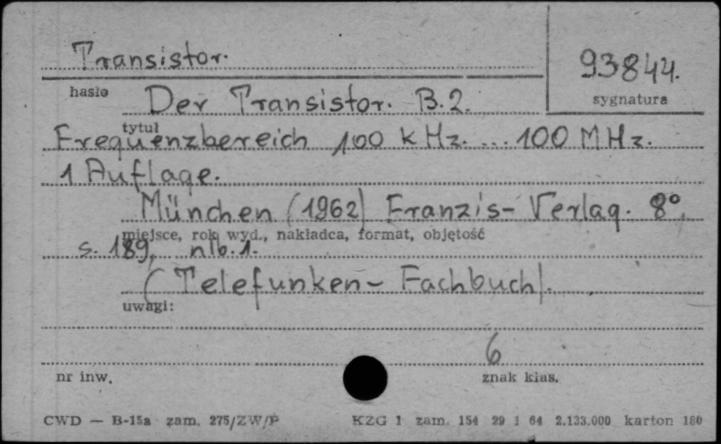 Transistor.
93844.
hasło
sygnatura
Der Transistor. B.2.
tytuł
Frequenzbereich 100 kHz. ... 100 MHz.
1 Auflage.
München (1962) Franzis-Verlag. 8°,
miejsce, rok wyd., nakładca, format, objętość
s. 189, nlb. 1.
(Telefunken - Fachbuch).
uwagi:
6
nr inw.
znak klas.
CWD — B-15a zam. 275/ZW/P KZG 1 zam. 154 29 1 64 2.133.000 karton 180